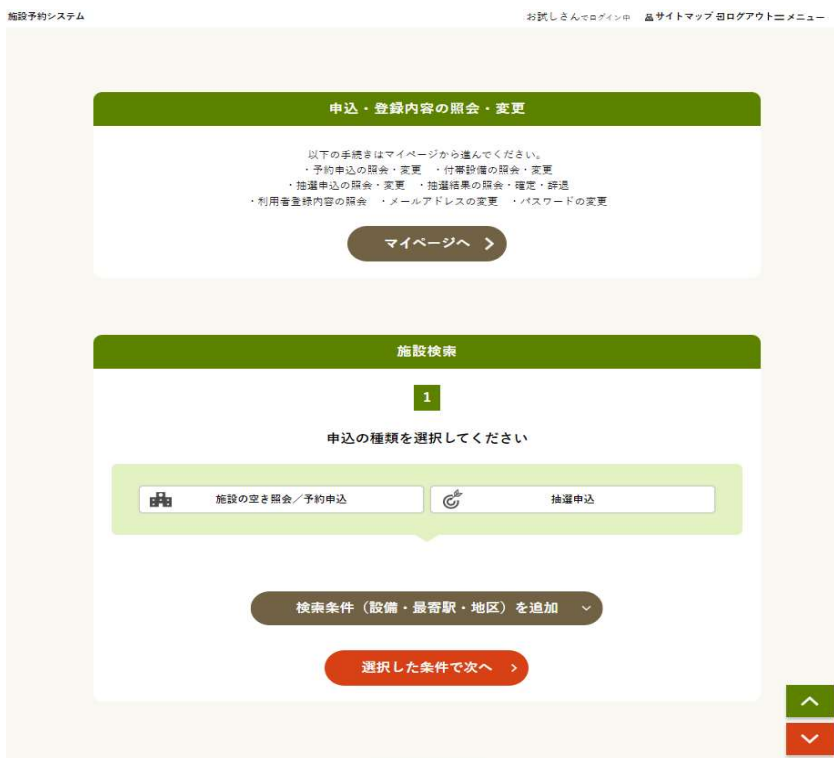 施設予約システム
お試しさんでログイン中 サイトマップ ログアウト メニュー
申込・登録内容の照会・変更
以下の手続きはマイページから進んでください。
・予約申込の照会・変更 ・付帯設備の照会・変更
・抽選申込の照会・変更 ・抽選結果の照会・確定・辞退
・利用者登録内容の照会 ・メールアドレスの変更 ・パスワードの変更
マイページへ
施設検索
1
申込の種類を選択してください
施設の空き照会／予約申込 抽選申込
検索条件（設備・最寄駅・地区）を追加
選択した条件で次へ